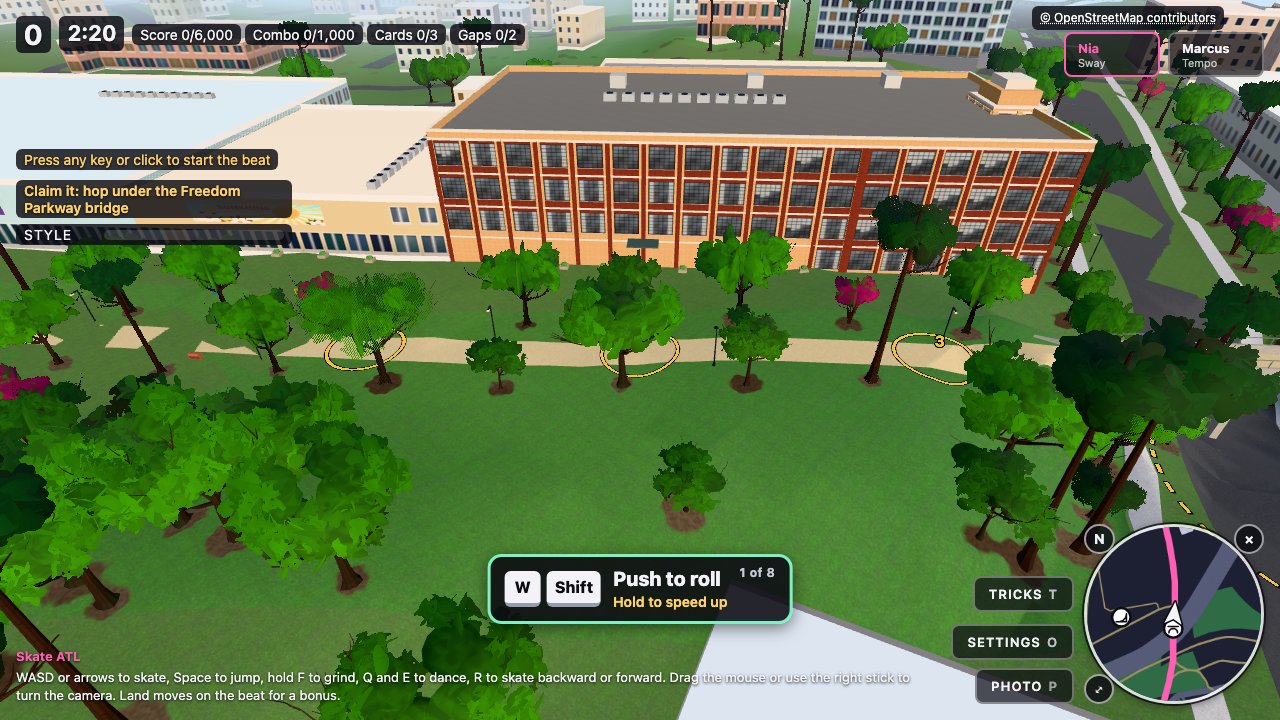 0
2:20
Score 0/6,000
Combo 0/1,000
Cards 0/3
Gaps 0/2
© OpenStreetMap contributors
Nia
Sway
Marcus
Tempo
Press any key or click to start the beat
Claim it: hop under the Freedom
Parkway bridge
STYLE
3
W
Shift
Push to roll
1 of 8
Hold to speed up
N
×
TRICKS T
SETTINGS O
PHOTO P
Skate ATL
WASD or arrows to skate, Space to jump, hold F to grind, Q and E to dance, R to skate backward or forward. Drag the mouse or use the right stick to
turn the camera. Land moves on the beat for a bonus.